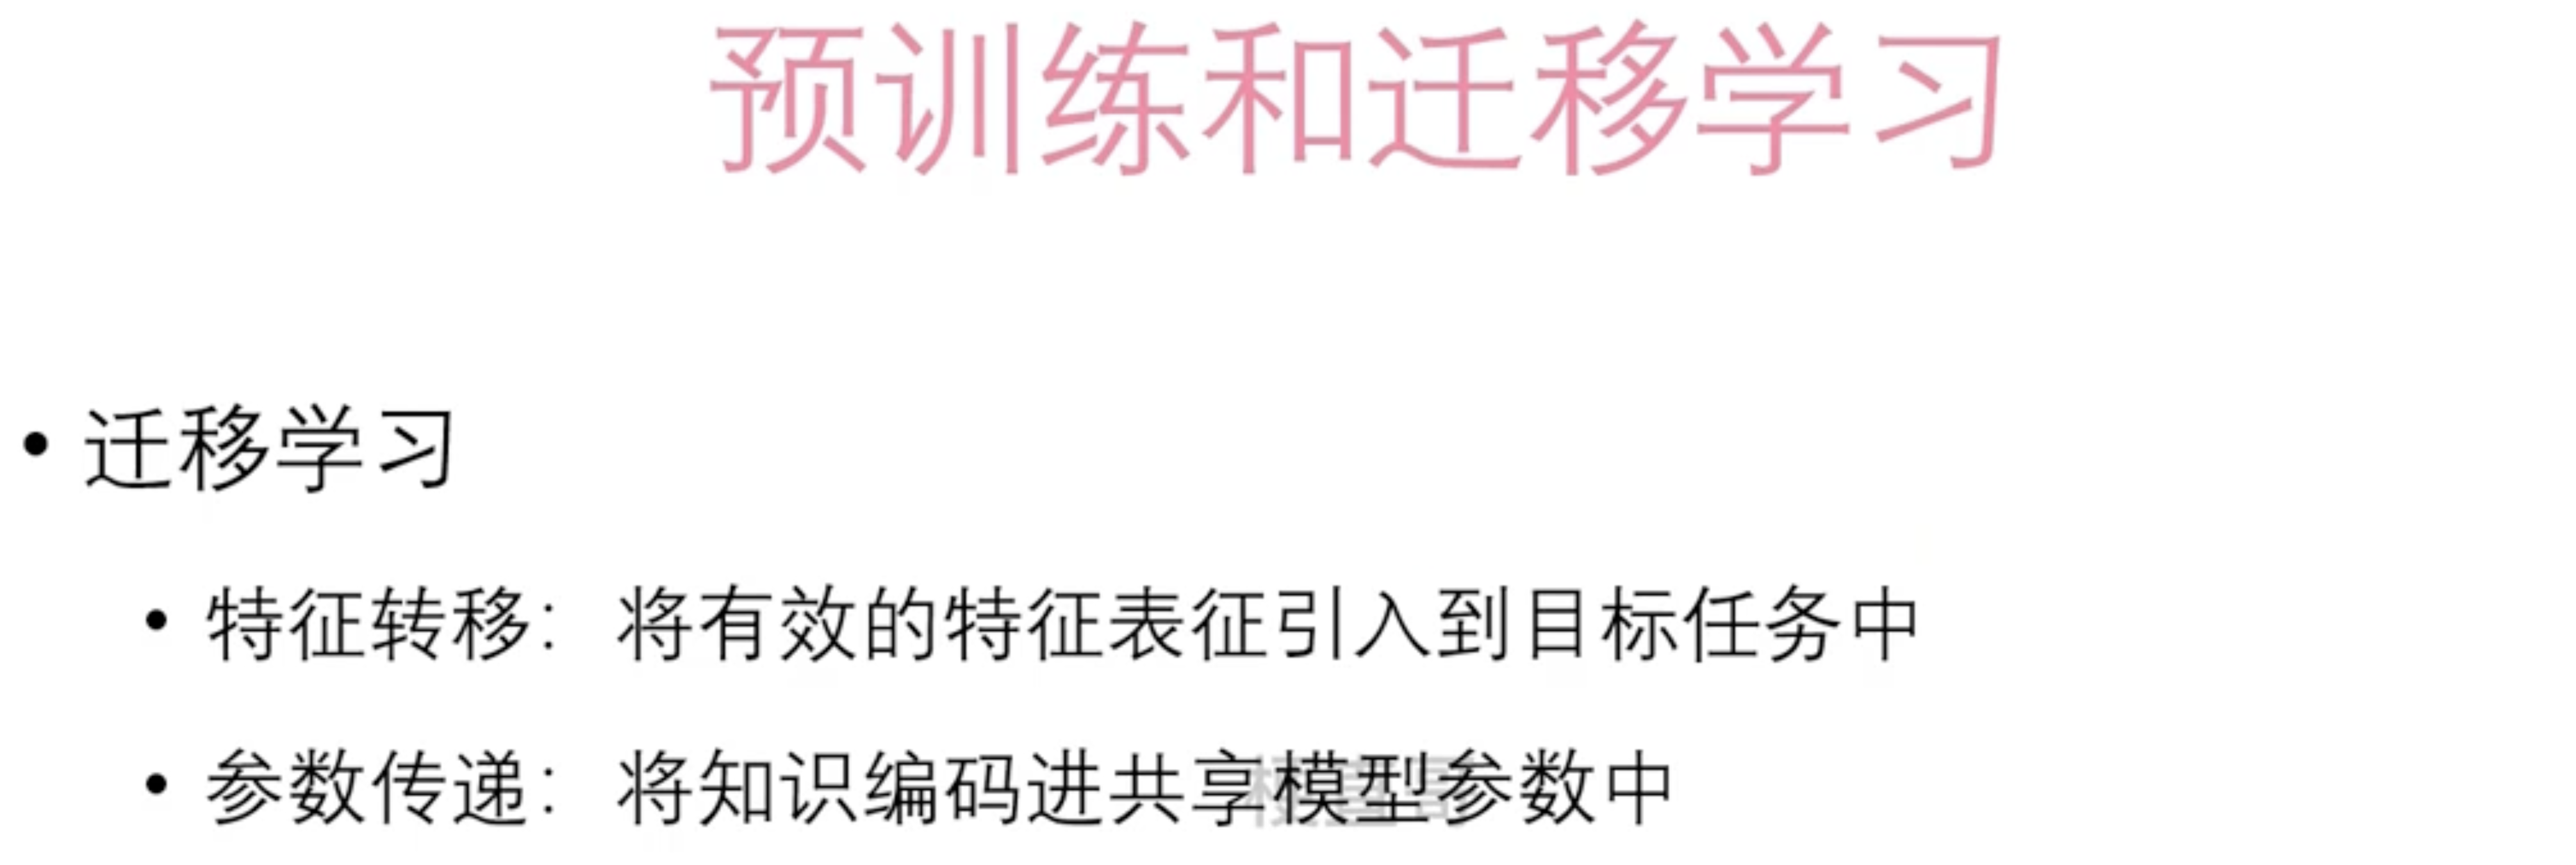 预训练和迁移学习
• 迁移学习
• 特征转移： 将有效的特征表征引入到目标任务中
• 参数传递： 将知识编码进共享模型参数中